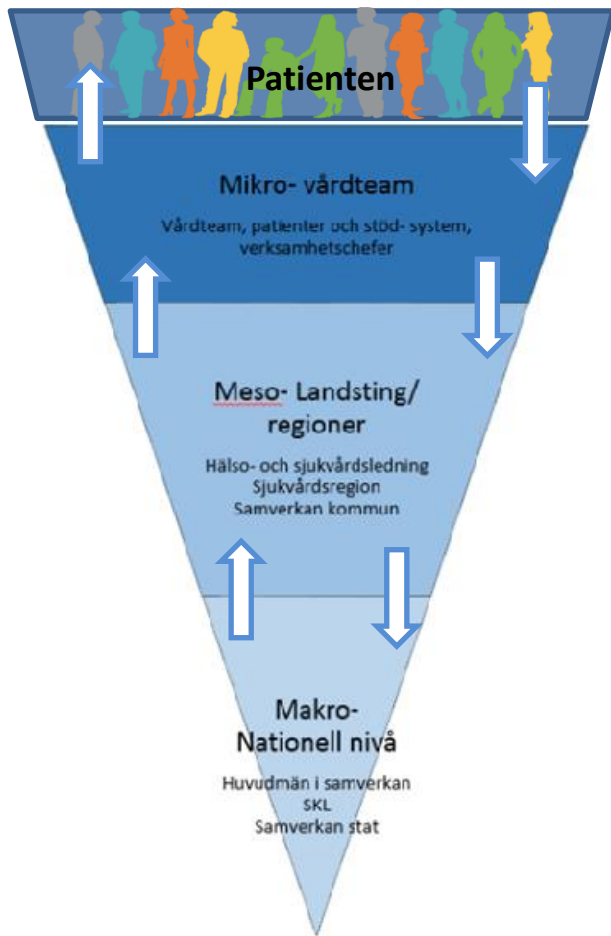 Patienten
Mikro- vårdteam
Vårdteam, patienter och stöd- system,
verksamhetschefer
Meso- Landsting/
regioner
Hälso- och sjukvårdsledning
Sjukvårdsregion
Samverkan kommun
Makro-
Nationell nivå
Huvudmän i samverkan
SKL
Samverkan stat